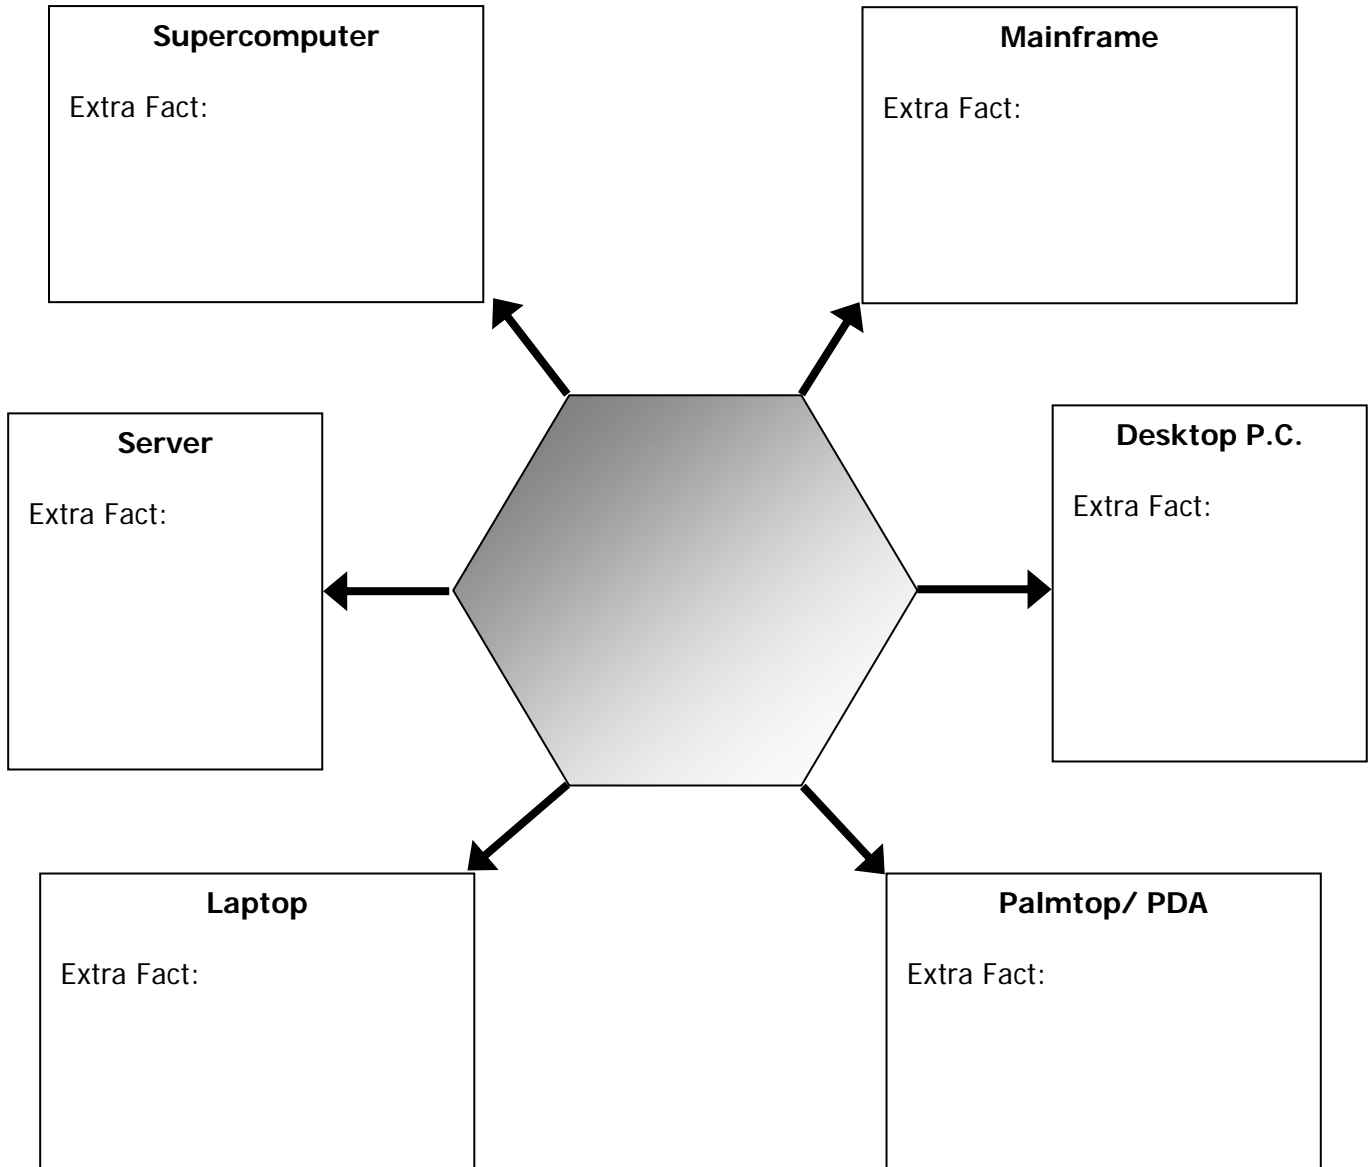 Supercomputer
Extra Fact:
Mainframe
Extra Fact:
Server
Extra Fact:
Desktop P.C.
Extra Fact:
Laptop
Extra Fact:
Palmtop/ PDA
Extra Fact: